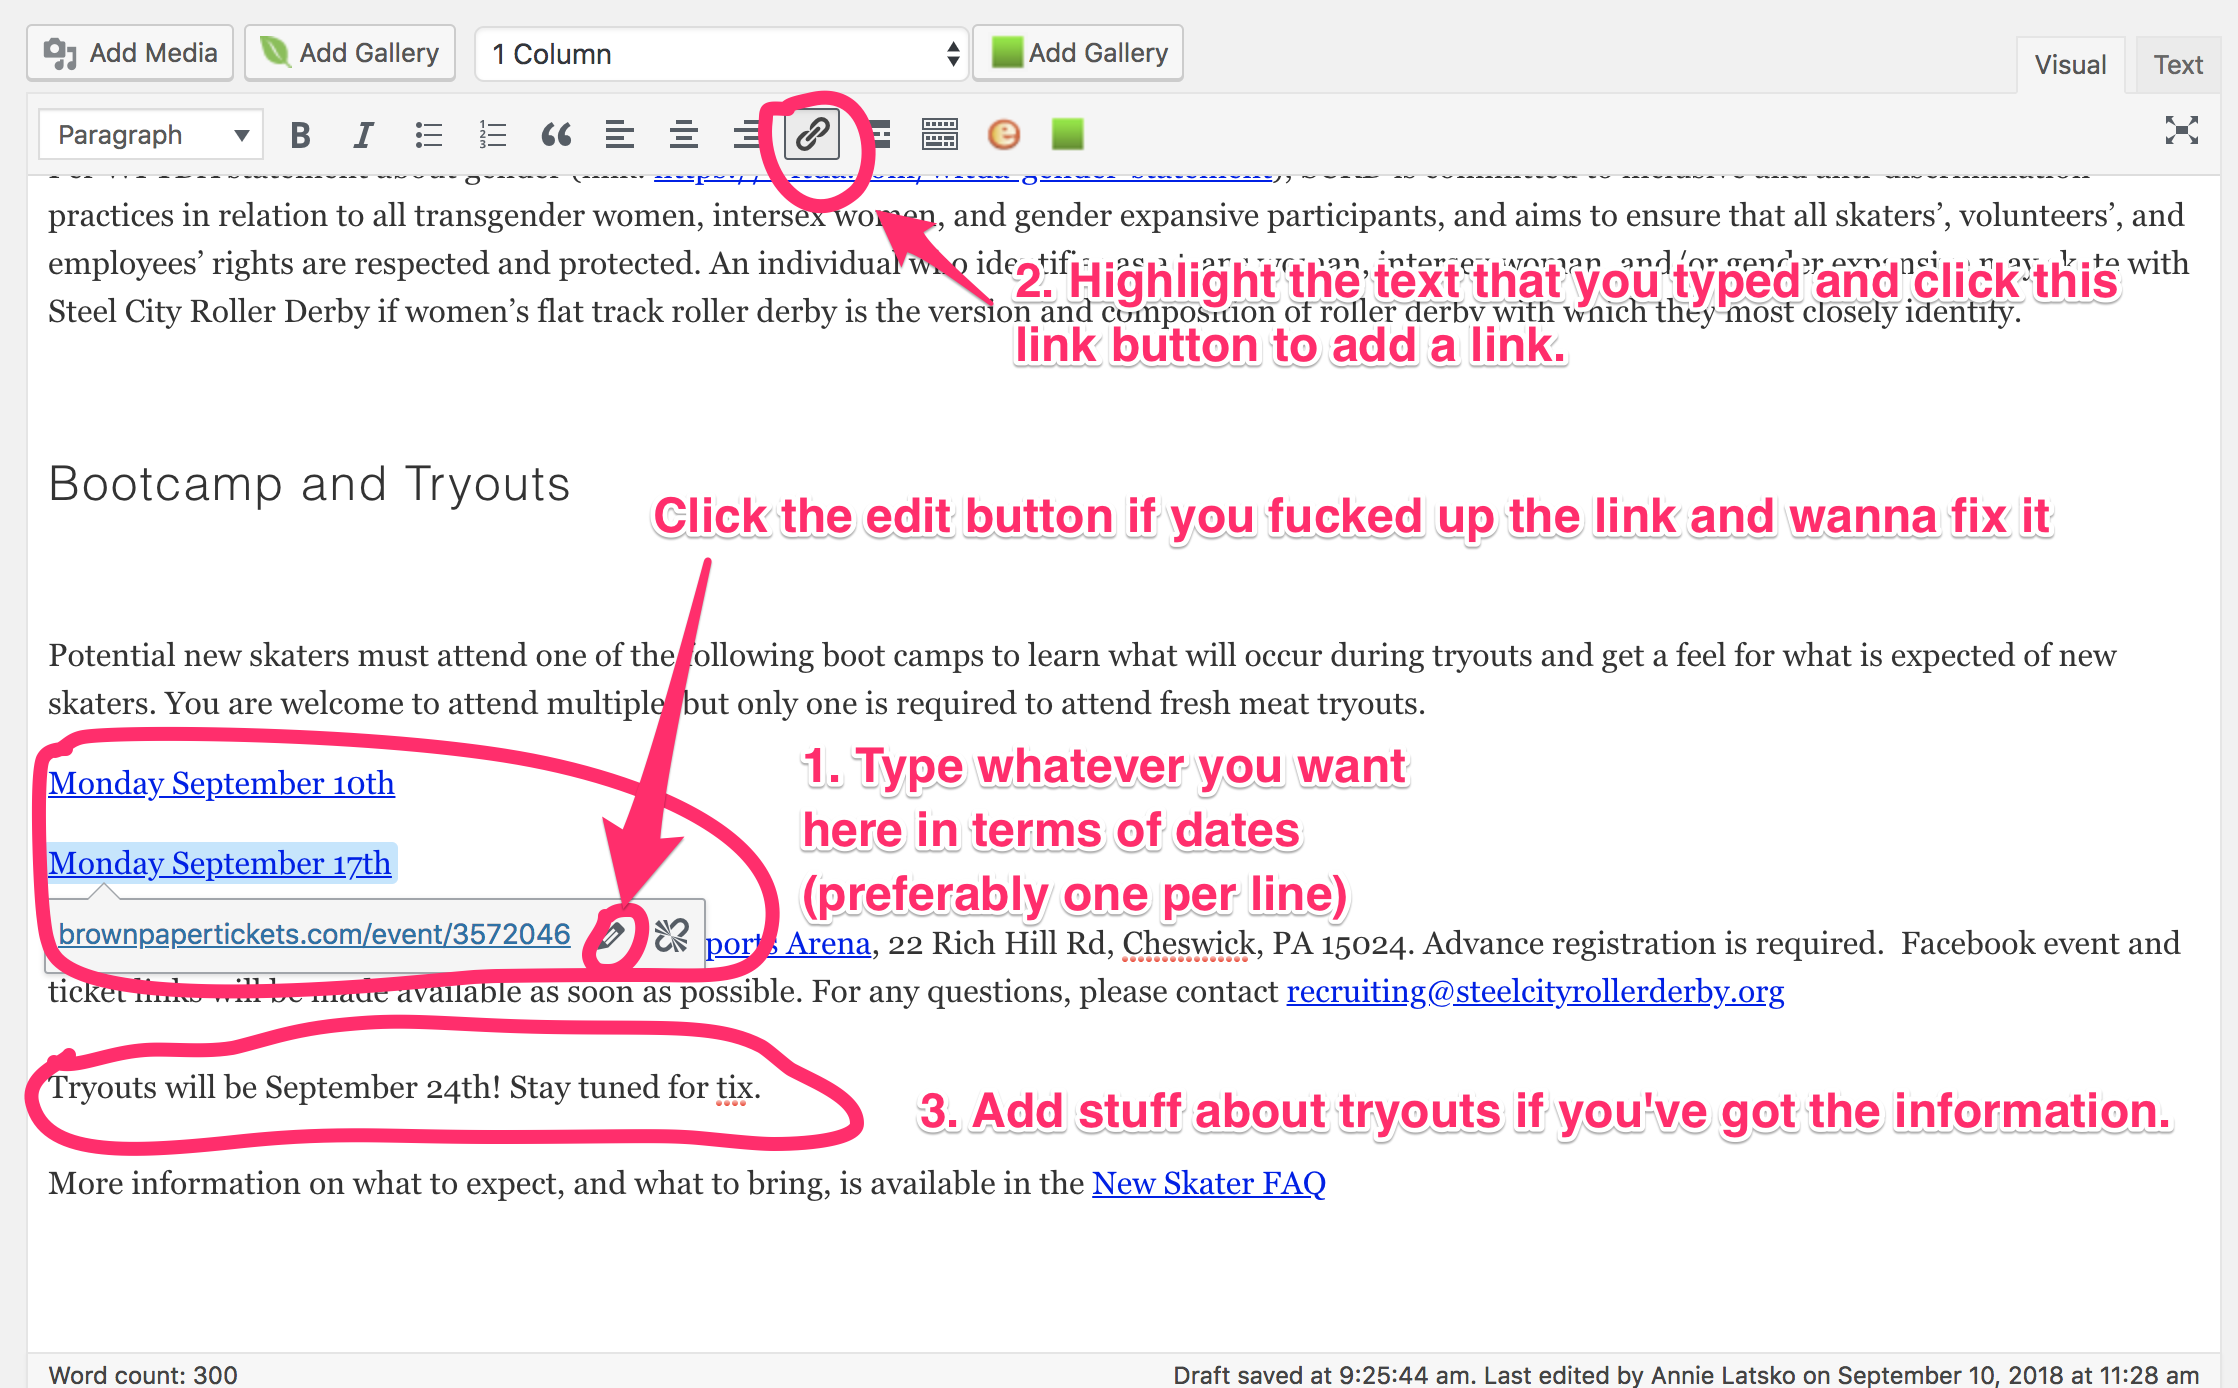 Add Media
Add Gallery
1 Column
Add Gallery
Visual
Text
Paragraph
practices in relation to all transgender women, intersex women, and gender expansive participants, and aims to ensure that all skaters’, volunteers’, and
employees’ rights are respected and protected. An individual who identifies as a trans woman, intersex woman, and/or gender expansive may skate with
2. Highlight the text that you typed and click this
Steel City Roller Derby if women’s flat track roller derby is the version and composition of roller derby with which they most closely identify.
link button to add a link.
Bootcamp and Tryouts
Click the edit button if you fucked up the link and wanna fix it
Potential new skaters must attend one of the following boot camps to learn what will occur during tryouts and get a feel for what is expected of new
skaters. You are welcome to attend multiple, but only one is required to attend fresh meat tryouts.
Monday September 10th
1. Type whatever you want
here in terms of dates
(preferably one per line)
Monday September 17th
brownpapertickets.com/event/3572046
ports Arena, 22 Rich Hill Rd, Cheswick, PA 15024. Advance registration is required. Facebook event and
ticket links will be made available as soon as possible. For any questions, please contact recruiting@steelcityrollerderby.org
Tryouts will be September 24th! Stay tuned for tix.
3. Add stuff about tryouts if you've got the information.
More information on what to expect, and what to bring, is available in the New Skater FAQ
Word count: 300
Draft saved at 9:25:44 am. Last edited by Annie Latsko on September 10, 2018 at 11:28 am